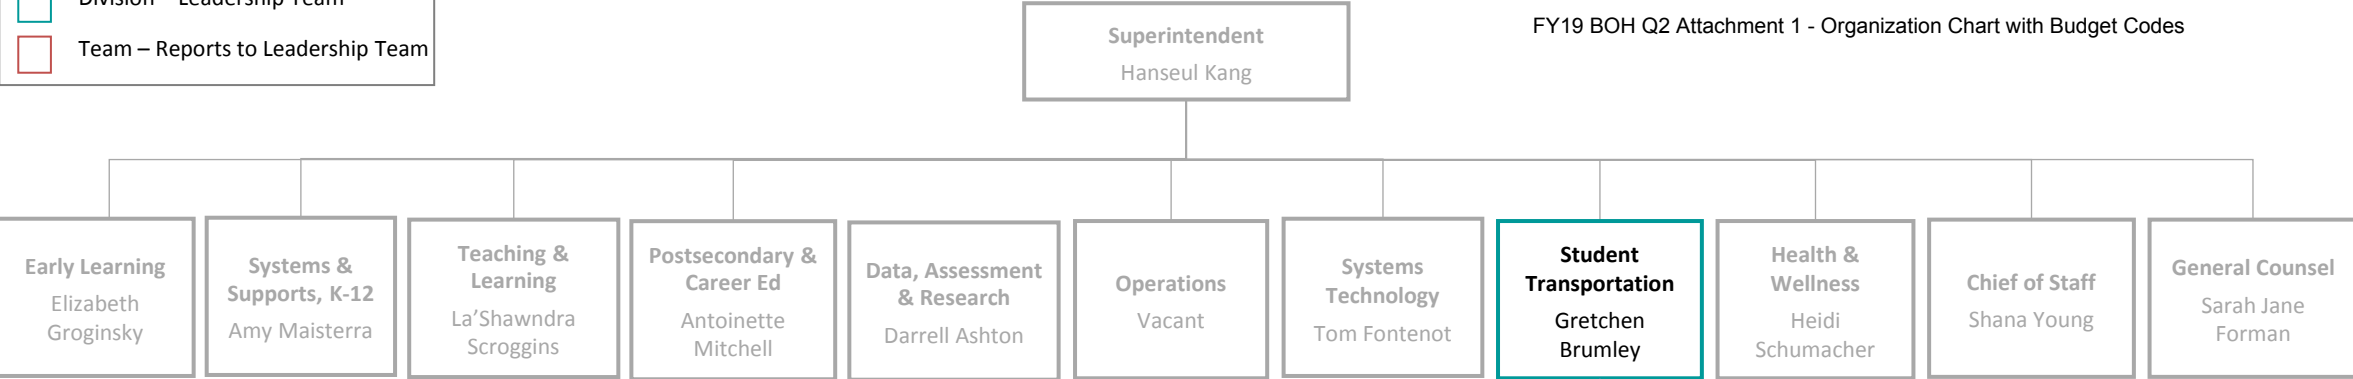 Division – Leadership Team
Team – Reports to Leadership Team
FY19 BOH Q2 Attachment 1 - Organization Chart with Budget Codes
Superintendent
Hanseul Kang
Early Learning
Elizabeth
Groginsky
Systems &
Supports, K-12
Amy Maisterra
Teaching &
Learning
La’Shawndra
Scroggins
Postsecondary &
Career Ed
Antoinette
Mitchell
Data, Assessment
& Research
Darrell Ashton
Operations
Vacant
Systems
Technology
Tom Fontenot
Student
Transportation
Gretchen
Brumley
Health &
Wellness
Heidi
Schumacher
Chief of Staff
Shana Young
General Counsel
Sarah Jane
Forman